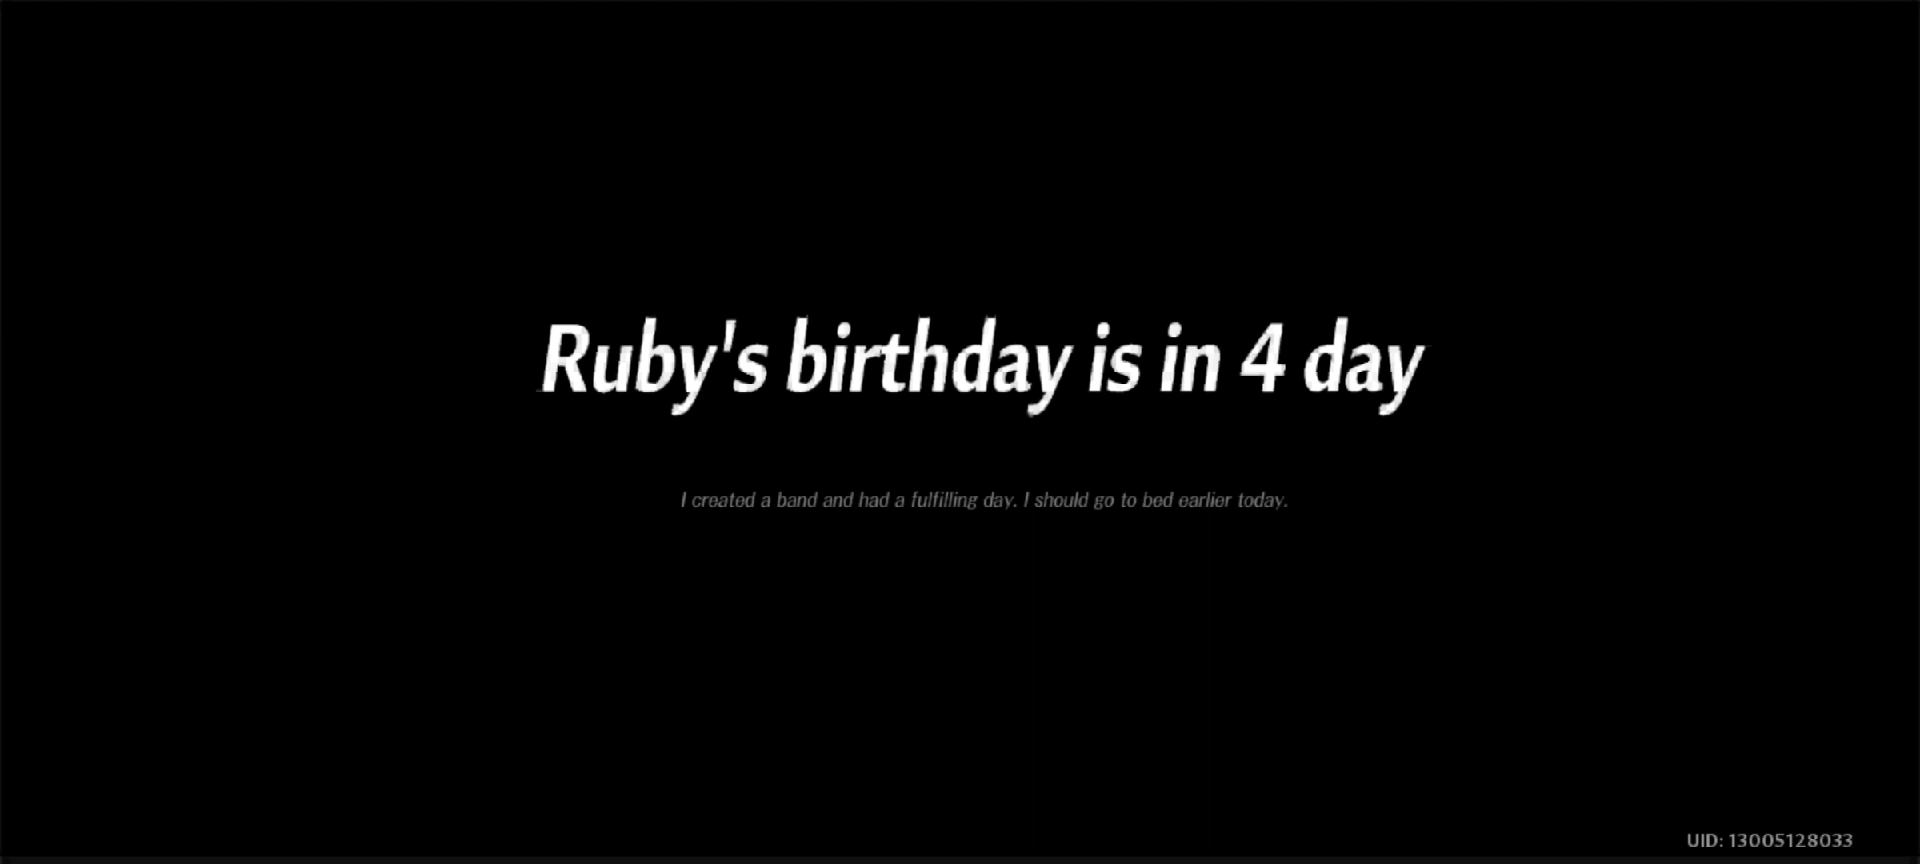 Ruby's birthday is in 4 day
I created a band and had a fulfilling day. I should go to bed earlier today.
UID: 13005128033